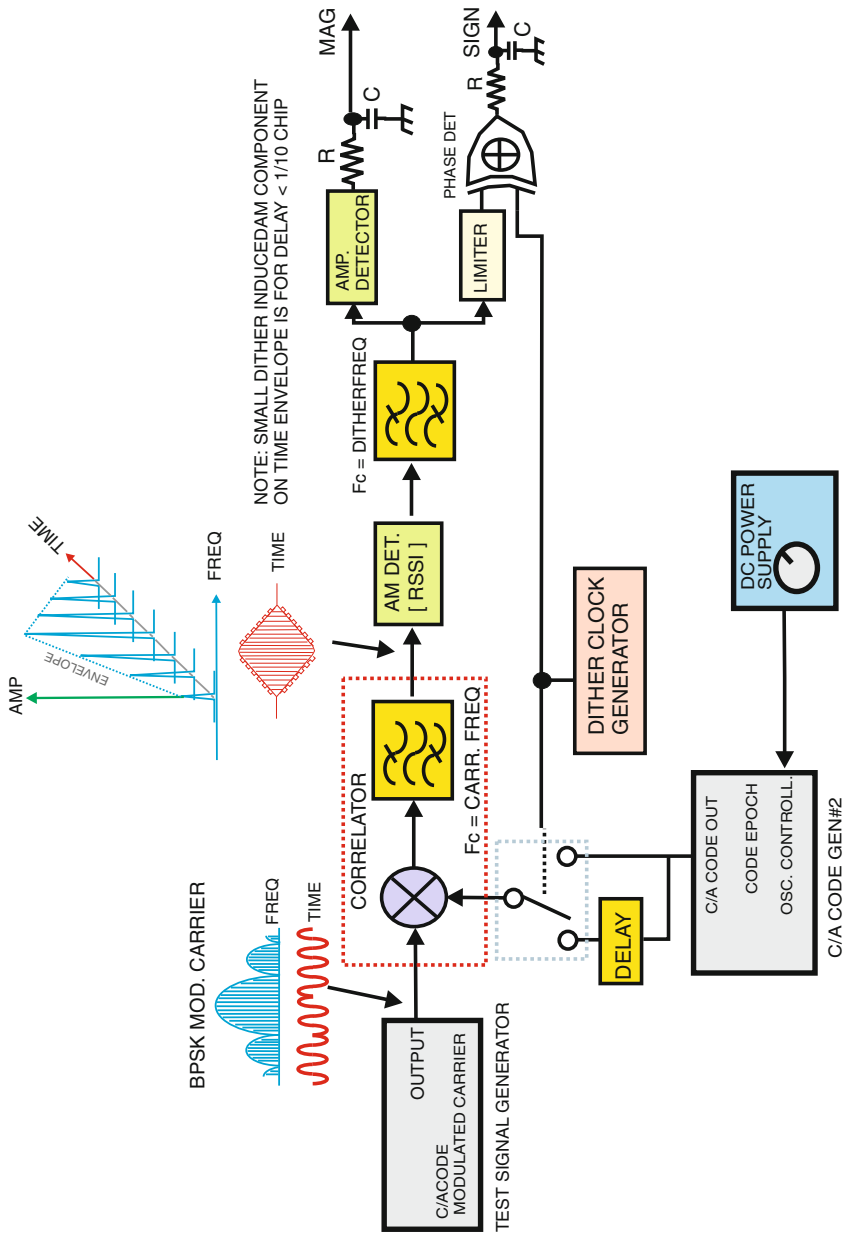 AMP
TIME
ENVELOPE
FREQ
TIME
NOTE: SMALL DITHER INDUCEDAM COMPONENT
ON TIME ENVELOPE IS FOR DELAY < 1/10 CHIP
BPSK MOD. CARRIER
FREQ
TIME
CORRELATOR
Fc = CARR. FREQ
AM DET.
[ RSSI ]
Fc = DITHERFREQ
AMP.
DETECTOR
R
C
MAG
LIMITER
PHASE DET
R
C
SIGN
OUTPUT
C/ACODE
MODULATED CARRIER
TEST SIGNAL GENERATOR
DELAY
DITHER CLOCK
GENERATOR
DC POWER
SUPPLY
C/A CODE OUT
CODE EPOCH
OSC. CONTROLL.
C/A CODE GEN#2